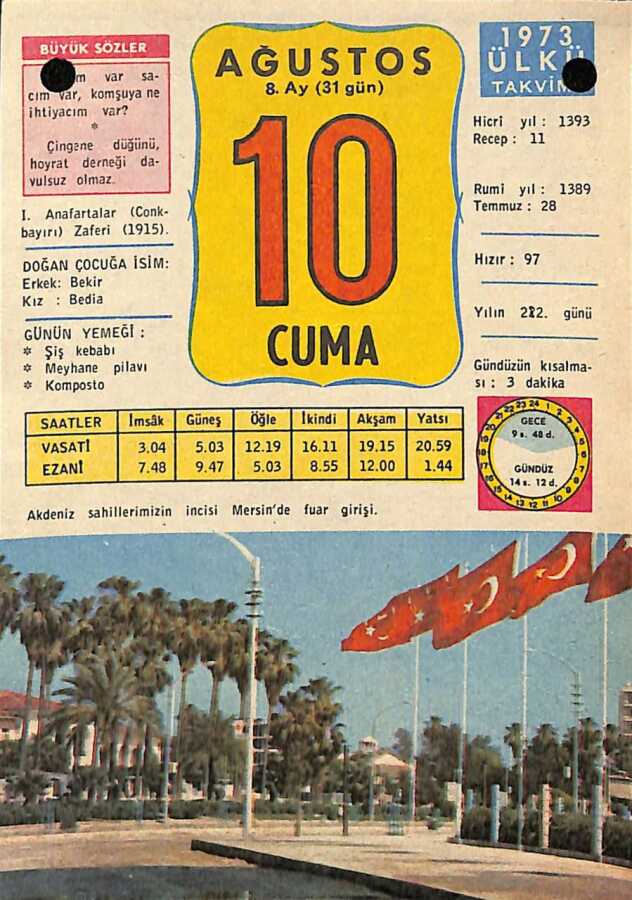 BÜYÜK SÖZLER
m var sa-
cım var, komşuya ne
ihtiyacım var?
*
Çingene düğünü,
hoyrat derneği da-
vulsuz olmaz.
I. Anafartalar (Conk-
bayırı) Zaferi (1915).
DOĞAN ÇOCUĞA İSİM:
Erkek: Bekir
Kız : Bedia
GÜNÜN YEMEĞİ :
* Şiş kebabı
* Meyhane pilavı
* Komposto
AĞUSTOS
8. Ay (31 gün)
10
CUMA
1973
ÜLKÜ
TAKVİM
Hicri yıl : 1393
Recep : 11
Rumi yıl : 1389
Temmuz : 28
Hızır : 97
Yılın 222. günü
Gündüzün kısalma-
sı : 3 dakika
SAATLER İmsâk Güneş Öğle İkindi Akşam Yatsı
VASATİ 3.04 5.03 12.19 16.11 19.15 20.59
EZANİ 7.48 9.47 5.03 8.55 12.00 1.44
GECE
9 s. 48 d.
GÜNDÜZ
14 s. 12 d.
Akdeniz sahillerimizin incisi Mersin'de fuar girişi.